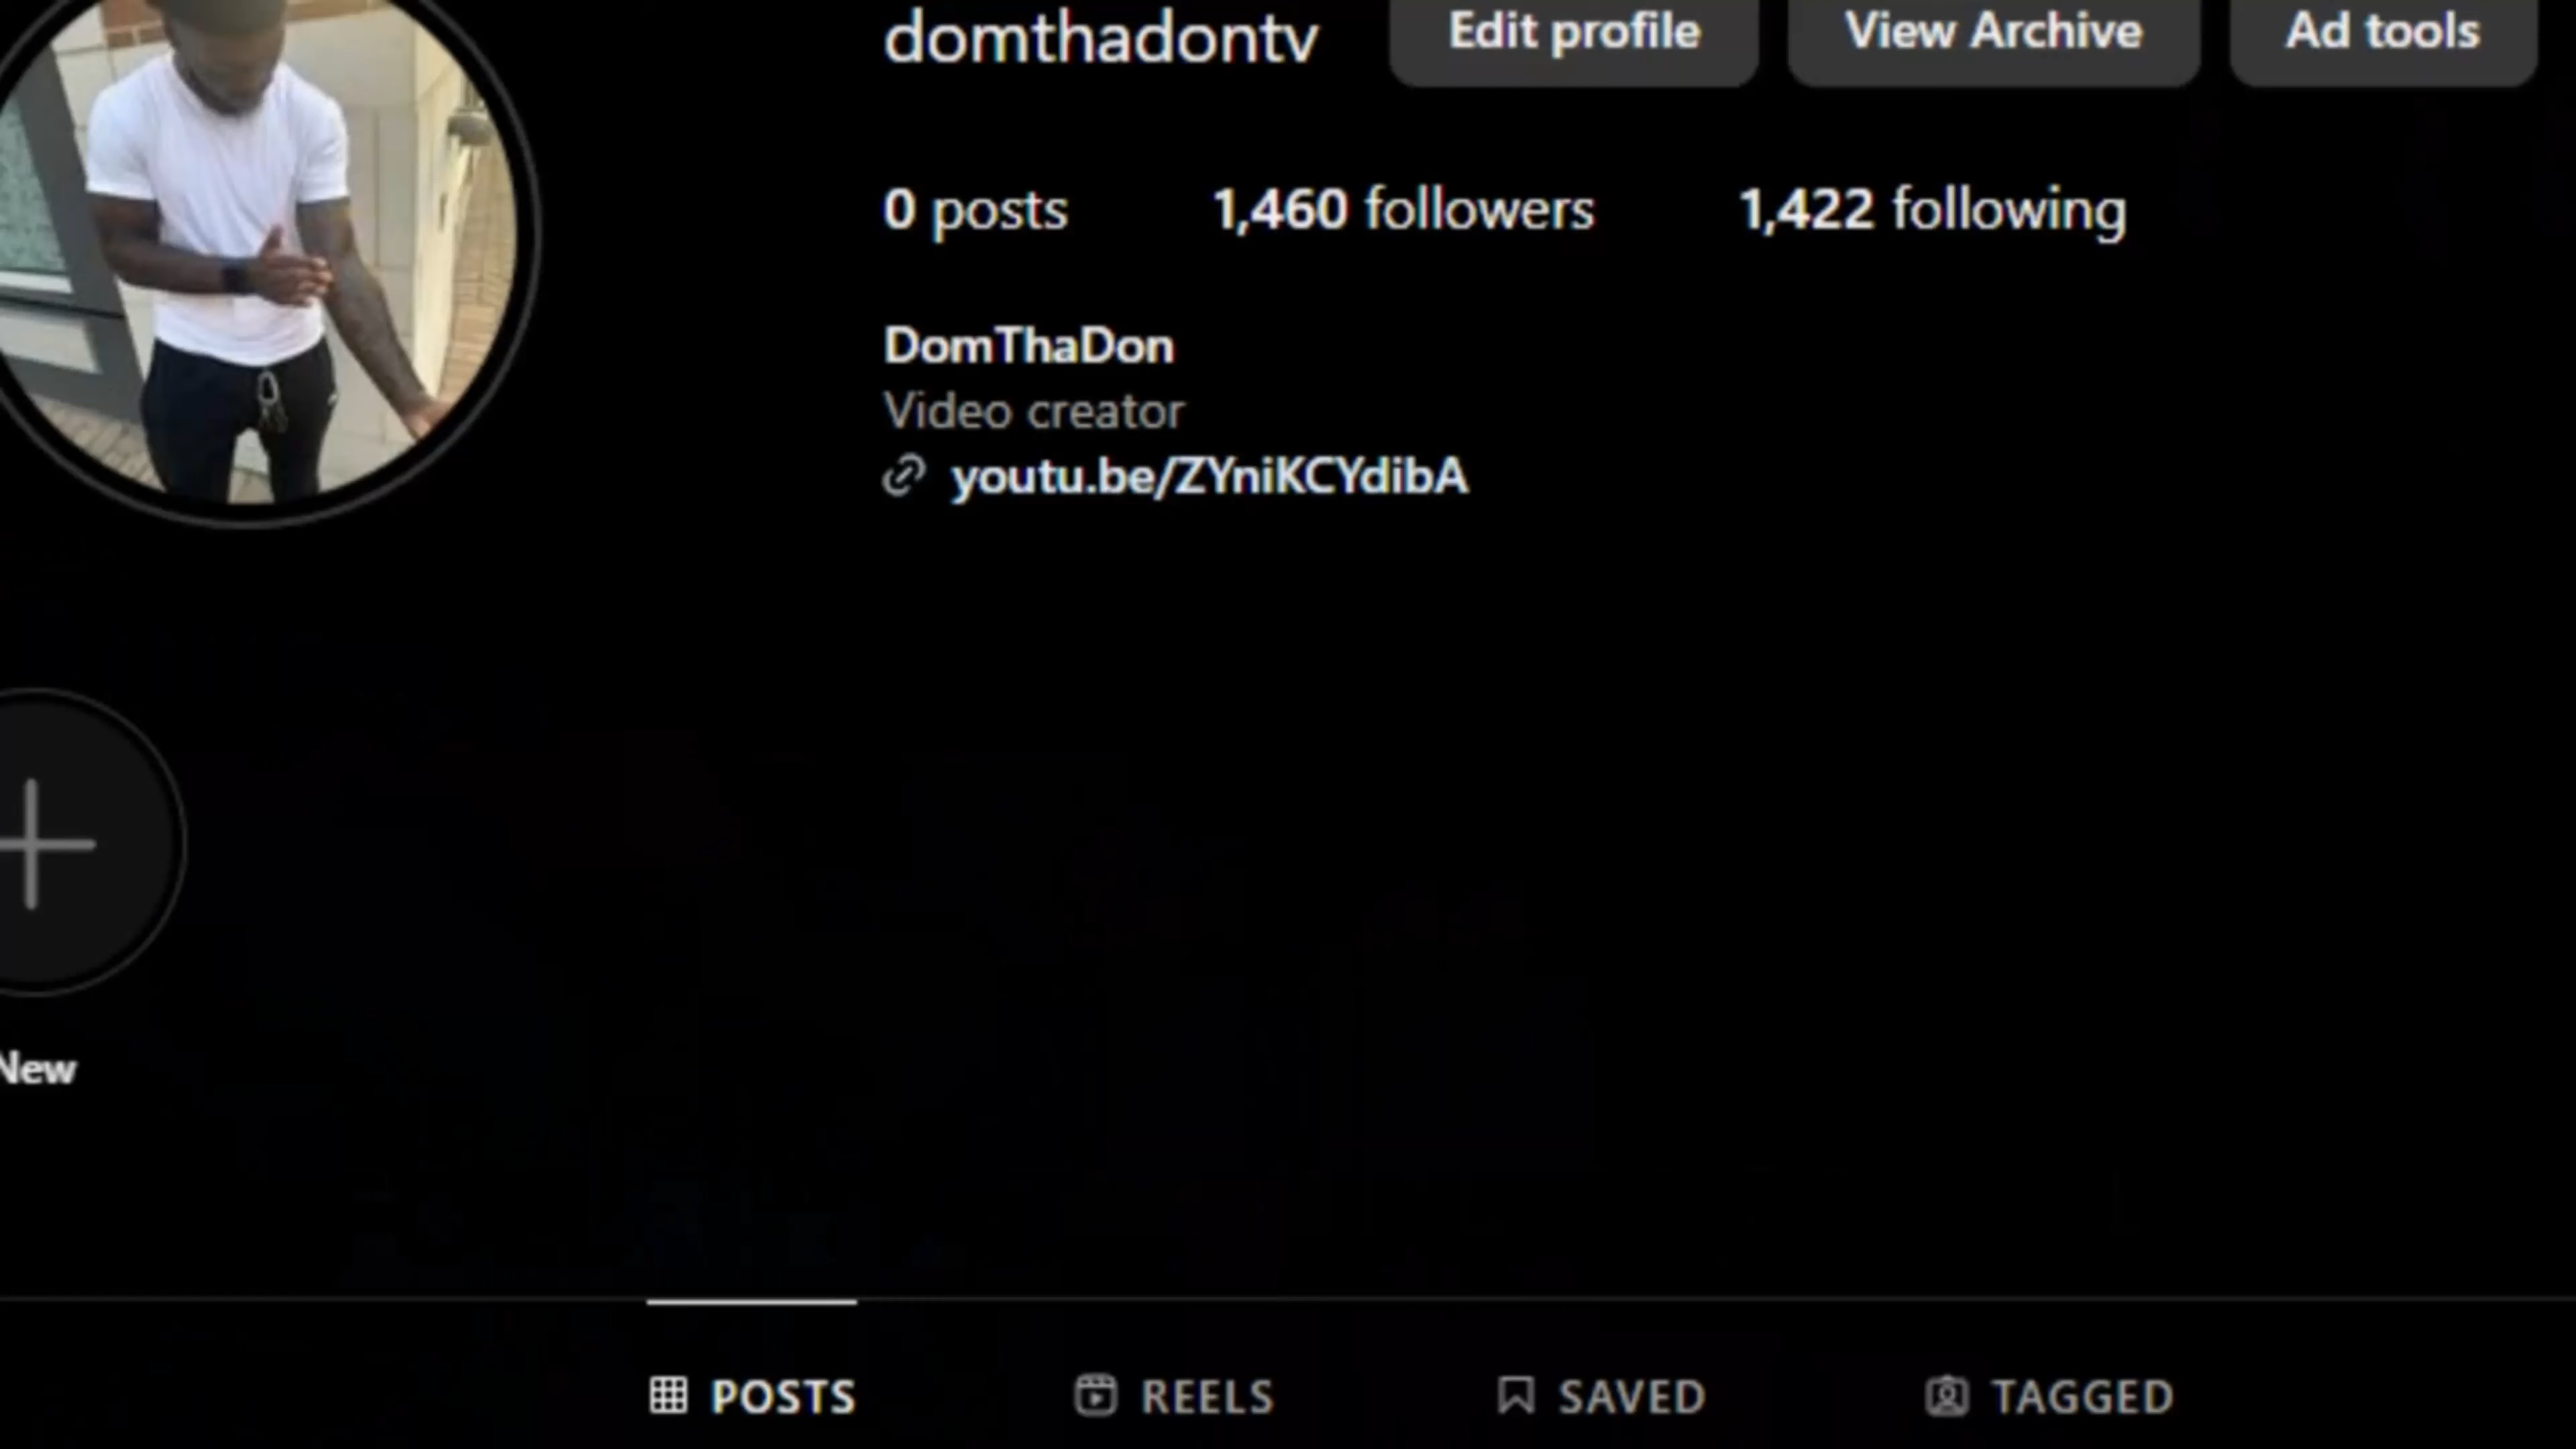 domthadontv Edit profile View Archive Ad tools
0 posts 1,460 followers 1,422 following
DomThaDon
Video creator
youtu.be/ZYniKCYdibA
New
POSTS REELS SAVED TAGGED